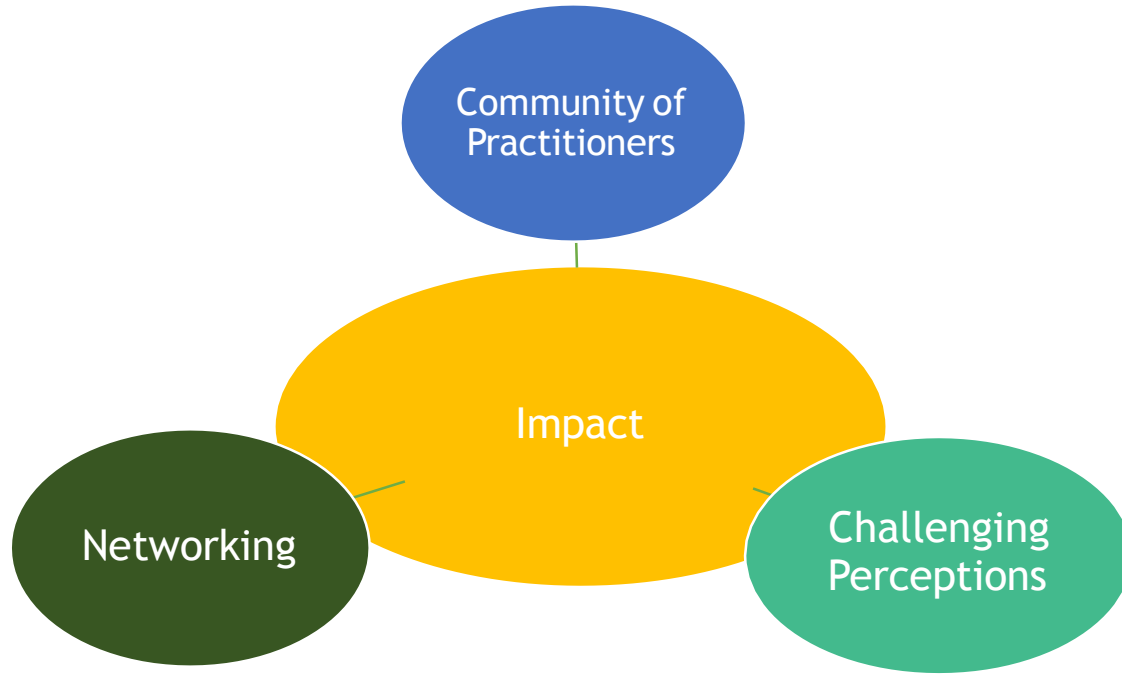 Community of
Practitioners
Impact
Networking
Challenging
Perceptions